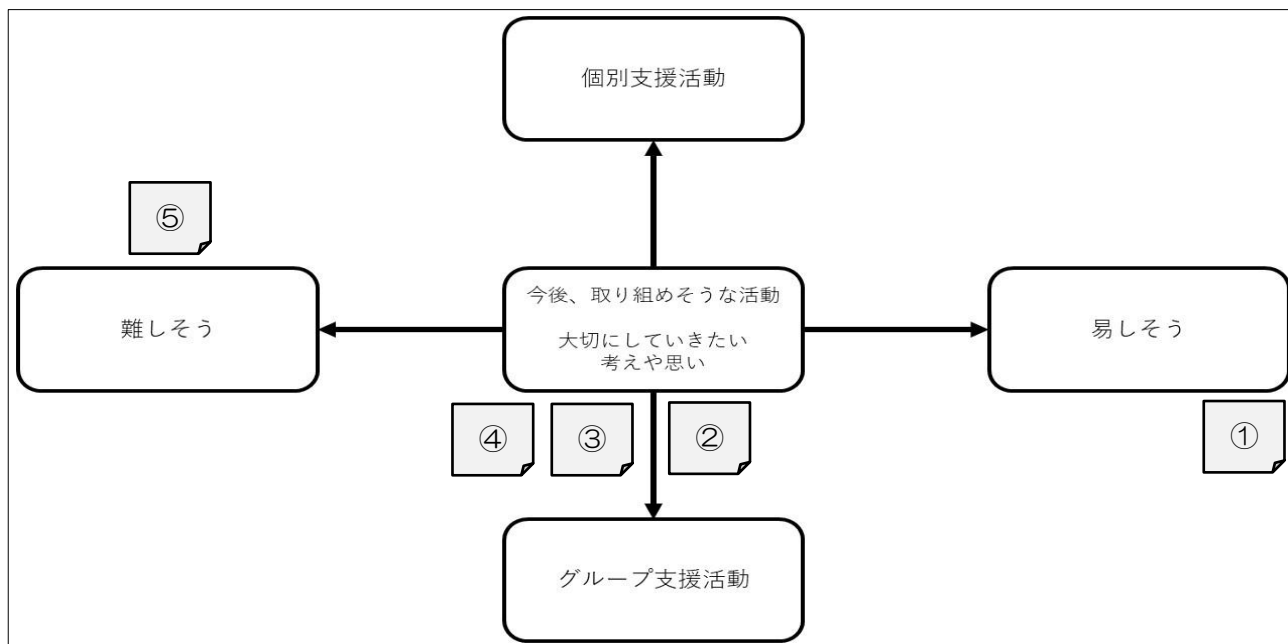 個別支援活動
⑤
難しそう
今後、取り組めそうな活動
大切にしていきたい
考えや思い
易しそう
④
③
②
①
グループ支援活動